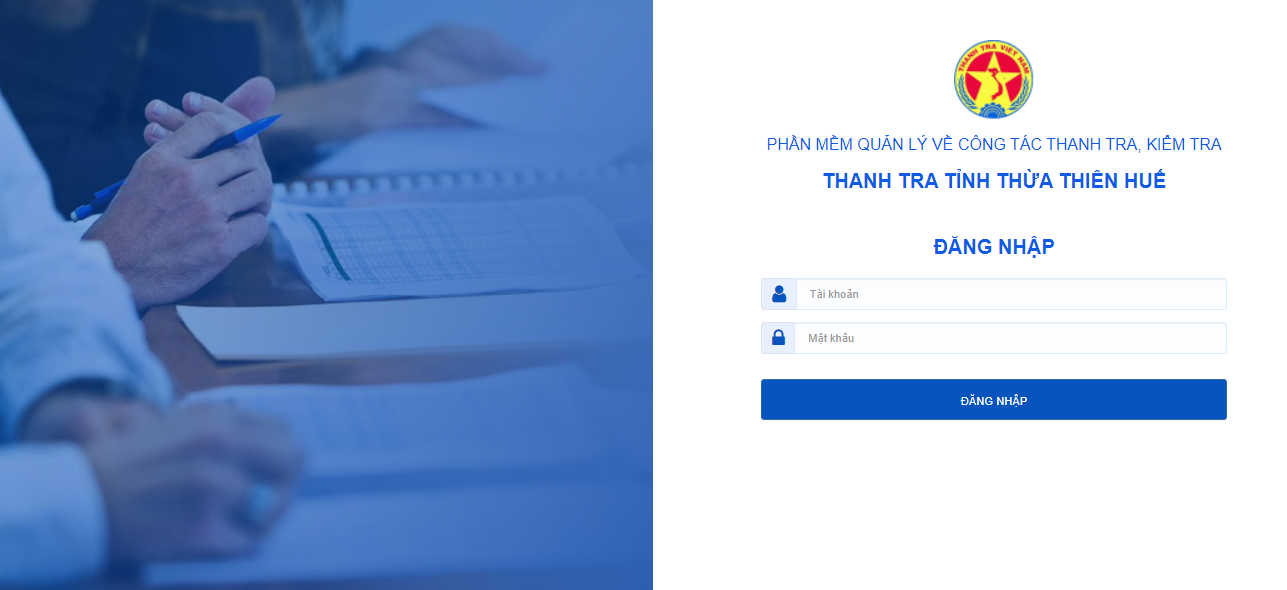 THANH TRA VIỆT NAM
PHẦN MỀM QUẢN LÝ VỀ CÔNG TÁC THANH TRA, KIỂM TRA
THANH TRA TỈNH THỪA THIÊN HUẾ
ĐĂNG NHẬP
Tài khoản
Mật khẩu
ĐĂNG NHẬP